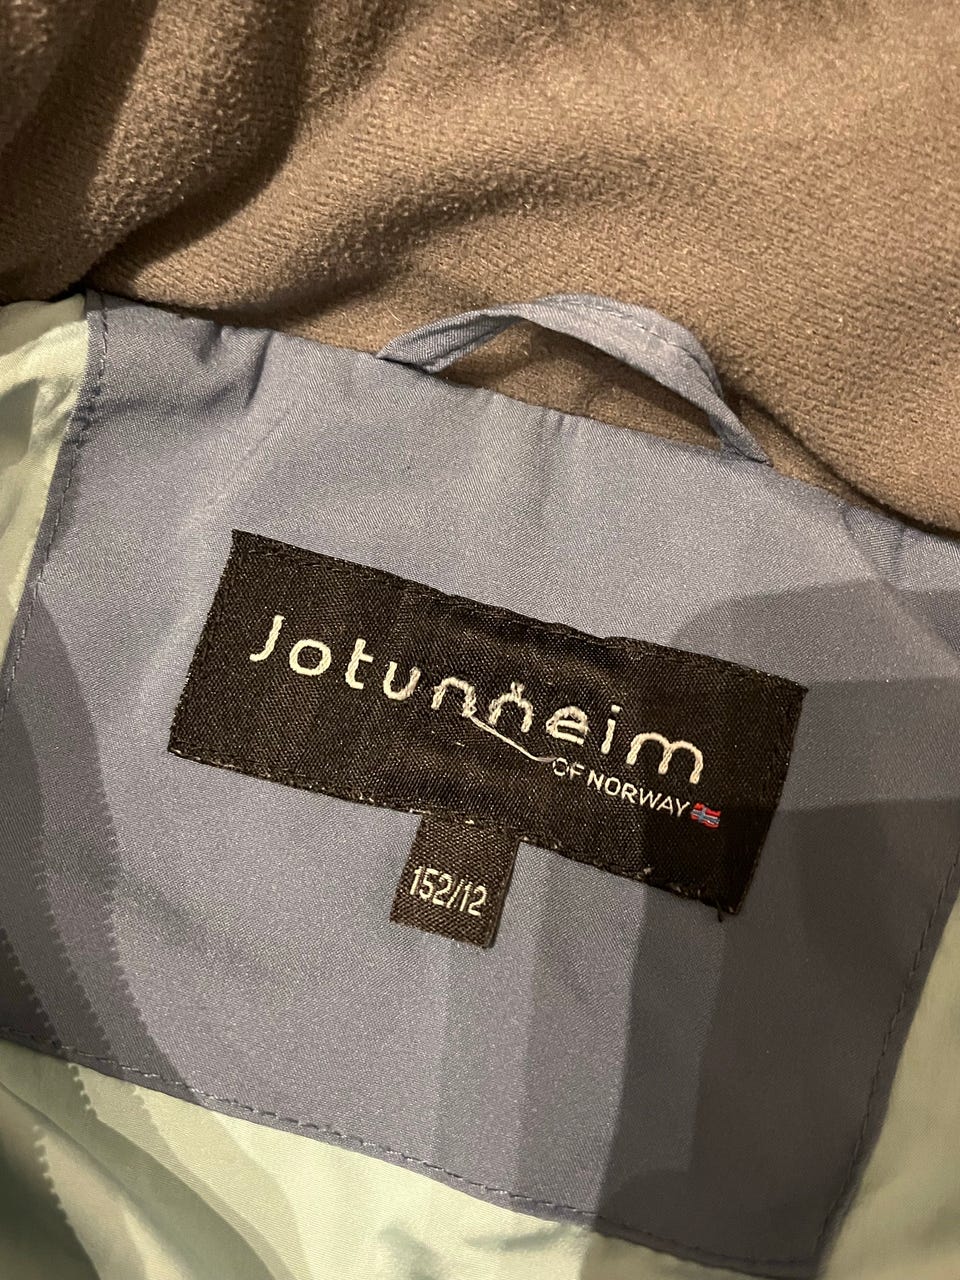 Jotunheim
OF NORWAY
152/12